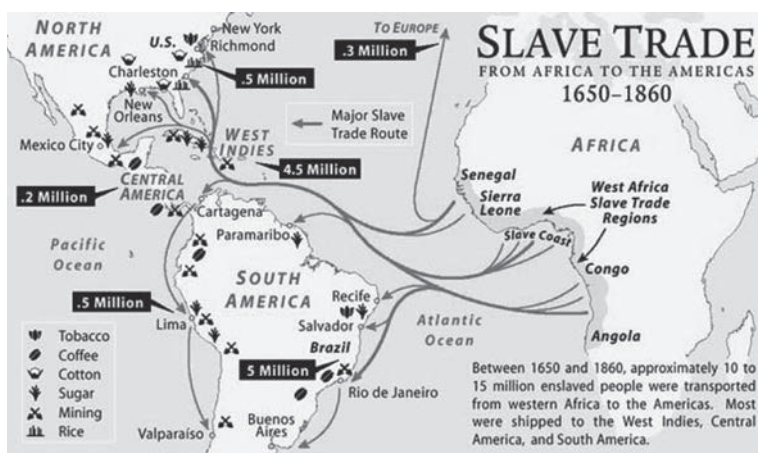 SLAVE TRADE
FROM AFRICA TO THE AMERICAS
1650–1860
NORTH
AMERICA
U.S.
New York
Richmond
Charleston
.5 Million
New
Orleans
TO EUROPE
.3 Million
Major Slave
Trade Route
Mexico City
WEST
INDIES
4.5 Million
.2 Million
CENTRAL
AMERICA
Cartagena
Paramaribo
Pacific
Ocean
SOUTH
AMERICA
.5 Million
Lima
Recife
Salvador
Brazil
5 Million
Rio de Janeiro
Buenos
Aires
Valparaíso
Atlantic
Ocean
AFRICA
Senegal
Sierra
Leone
West Africa
Slave Trade
Regions
Slave Coast
Congo
Angola
Tobacco
Coffee
Cotton
Sugar
Mining
Rice
Between 1650 and 1860, approximately 10 to
15 million enslaved people were transported
from western Africa to the Americas. Most
were shipped to the West Indies, Central
America, and South America.